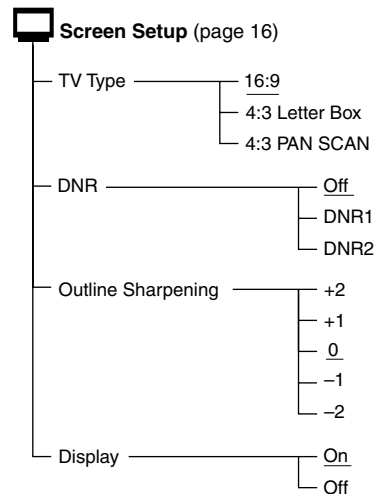 Screen Setup (page 16)
TV Type
16:9
4:3 Letter Box
4:3 PAN SCAN
DNR
Off
DNR1
DNR2
Outline Sharpening
+2
+1
0
–1
–2
Display
On
Off